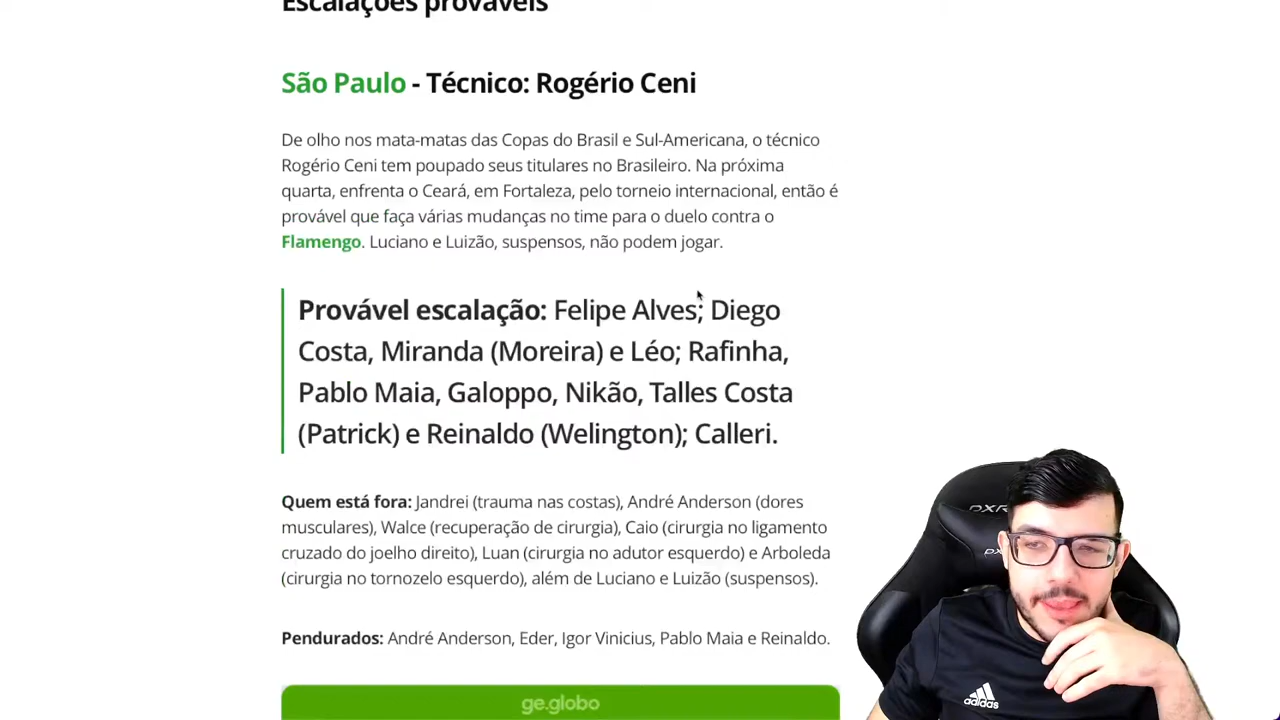 Escalações prováveis
São Paulo - Técnico: Rogério Ceni
De olho nos mata-matas das Copas do Brasil e Sul-Americana, o técnico
Rogério Ceni tem poupado seus titulares no Brasileiro. Na próxima
quarta, enfrenta o Ceará, em Fortaleza, pelo torneio internacional, então é
provável que faça várias mudanças no time para o duelo contra o
Flamengo. Luciano e Luizão, suspensos, não podem jogar.
Provável escalação: Felipe Alves; Diego
Costa, Miranda (Moreira) e Léo; Rafinha,
Pablo Maia, Galoppo, Nikão, Talles Costa
(Patrick) e Reinaldo (Welington); Calleri.
Quem está fora: Jandrei (trauma nas costas), André Anderson (dores
musculares), Walce (recuperação de cirurgia), Caio (cirurgia no ligamento
cruzado do joelho direito), Luan (cirurgia no adutor esquerdo) e Arboleda
(cirurgia no tornozelo esquerdo), além de Luciano e Luizão (suspensos).
Pendurados: André Anderson, Eder, Igor Vinicius, Pablo Maia e Reinaldo.
ge.globo
adidas